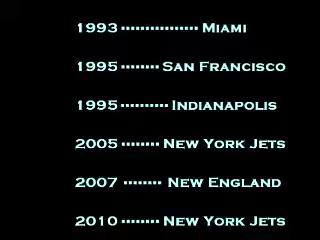 1993 ················ Miami
1995 ········ San Francisco
1995 ·········· Indianapolis
2005 ········ New York Jets
2007 ········ New England
2010 ········ New York Jets